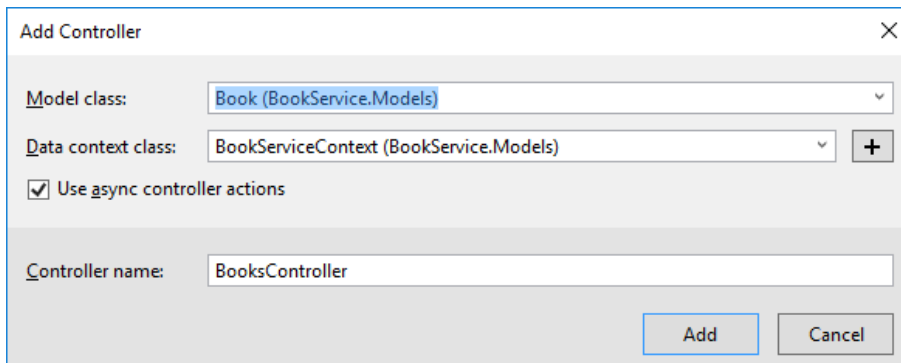 Add Controller
Model class: Book (BookService.Models)
Data context class: BookServiceContext (BookService.Models) +
Use async controller actions
Controller name: BooksController
Add Cancel